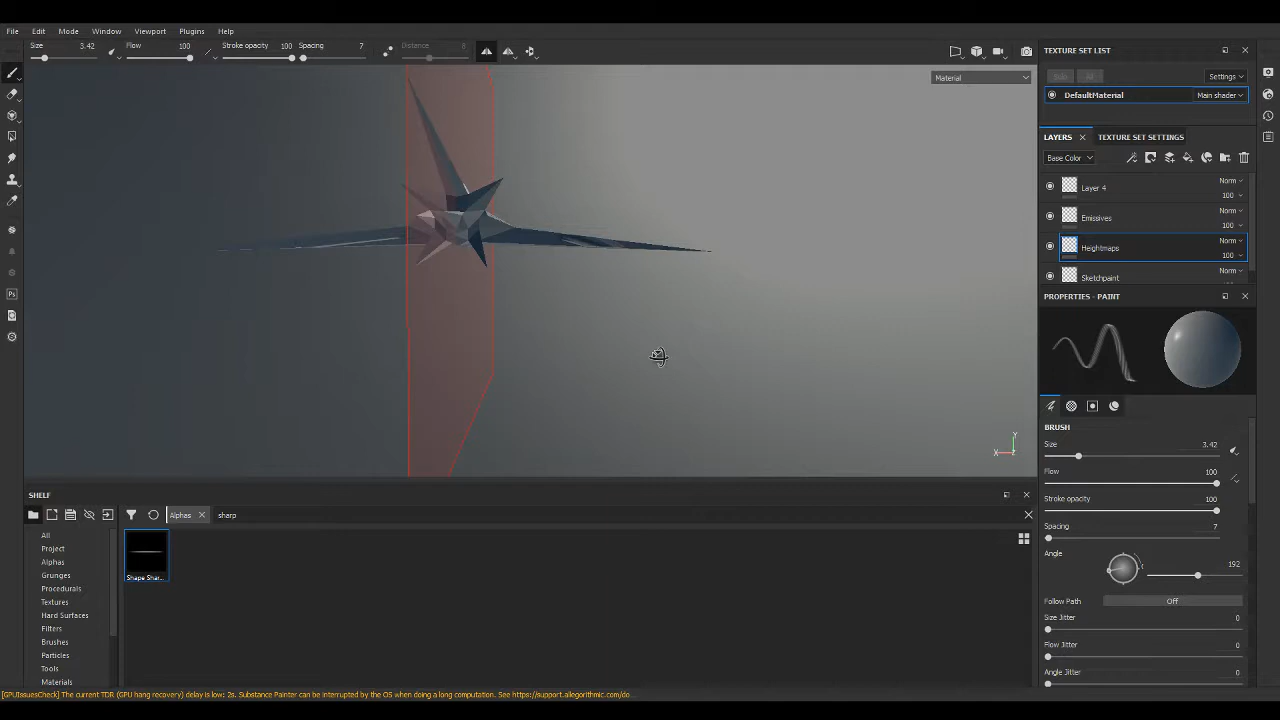 File Edit Mode Window Viewport Plugins Help
Size 3.42 Flow 100 Stroke opacity 100 Spacing 7 Distance 8
Material
TEXTURE SET LIST
Solo All Settings
DefaultMaterial Main shader
LAYERS TEXTURE SET SETTINGS
Base Color
Layer 4 Norm 100
Emissives Norm 100
Heightmaps Norm 100
Sketchpaint Norm
PROPERTIES - PAINT
BRUSH
Size 3.42
Flow 100
Stroke opacity 100
Spacing 7
Angle 192
Follow Path Off
Size Jitter 0
Flow Jitter 0
Angle Jitter 0
Y
X Z
SHELF
Alphas sharp
All
Project
Alphas
Grunges
Procedurals
Textures
Hard Surfaces
Filters
Brushes
Particles
Tools
Materials
Shape Shar...
Ps
[GPUIssuesCheck] The current TDR (GPU hang recovery) delay is low: 2s. Substance Painter can be interrupted by the OS when doing a long computation. See https://support.allegorithmic.com/do...